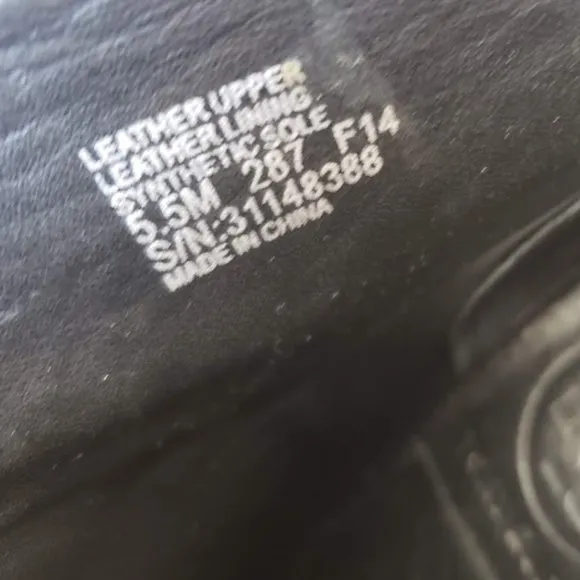 LEATHER UPPER
LEATHER LINING
SYNTHETIC SOLE
5.5M 287 F14
S/N:31148388
MADE IN CHINA